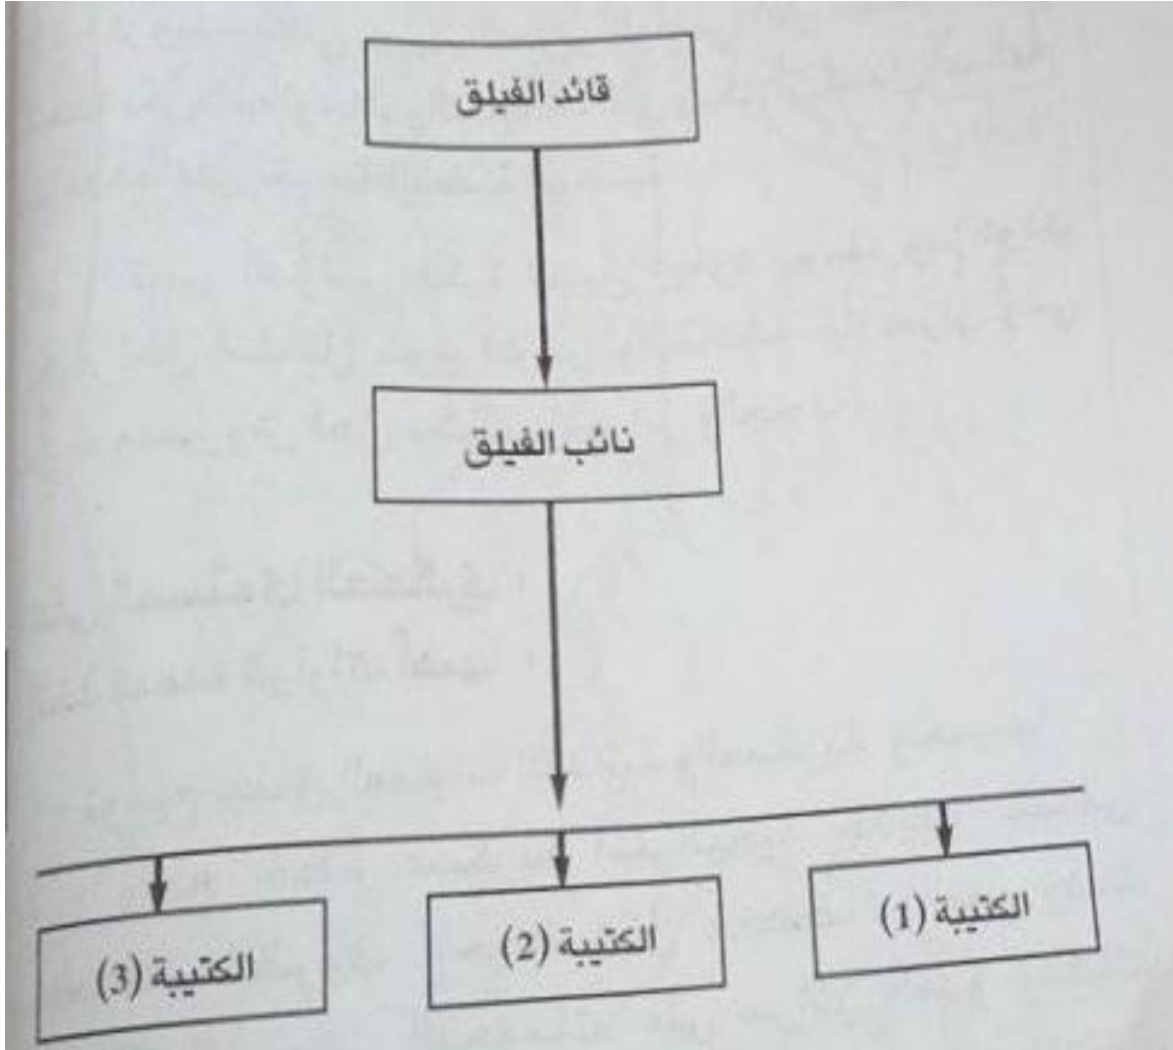 قائد الفيلق
نائب الفيلق
الكتيبة (1)
الكتيبة (2)
الكتيبة (3)